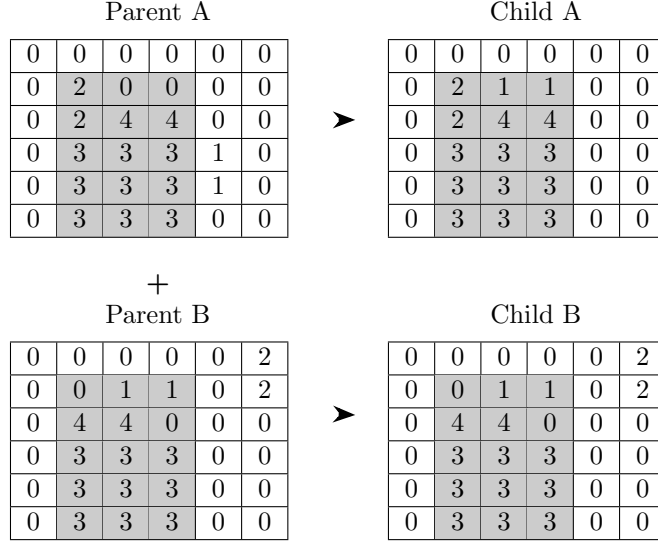 Parent A Child A
0 0 0 0 0 0 0 0 0 0 0 0
0 2 0 0 0 0 0 2 1 1 0 0
0 2 4 4 0 0 0 2 4 4 0 0
0 3 3 3 1 0 0 3 3 3 0 0
0 3 3 3 1 0 0 3 3 3 0 0
0 3 3 3 0 0 0 3 3 3 0 0
+
Parent B Child B
0 0 0 0 0 2 0 0 0 0 0 2
0 0 1 1 0 2 0 0 1 1 0 2
0 4 4 0 0 0 0 4 4 0 0 0
0 3 3 3 0 0 0 3 3 3 0 0
0 3 3 3 0 0 0 3 3 3 0 0
0 3 3 3 0 0 0 3 3 3 0 0